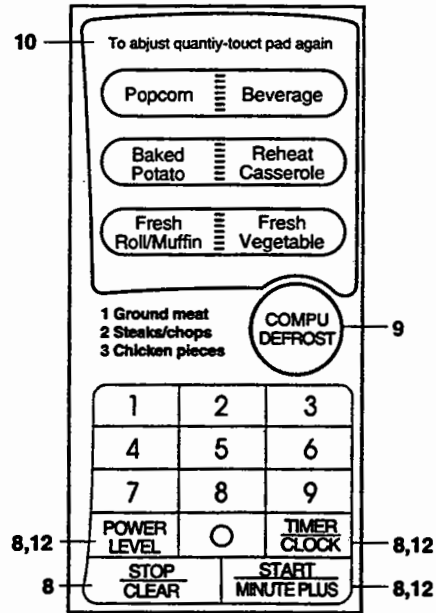 10
To abjust quantiy-touct pad again
Popcorn Beverage
Baked Potato
Reheat Casserole
Fresh Roll/Muffin
Fresh Vegetable
1 Ground meat
2 Steaks/chops
3 Chicken pieces
COMPU
DEFROST
9
1 2 3
4 5 6
7 8 9
8,12
POWER
LEVEL
0
TIMER
CLOCK
8,12
8
STOP
CLEAR
START
MINUTE PLUS
8,12